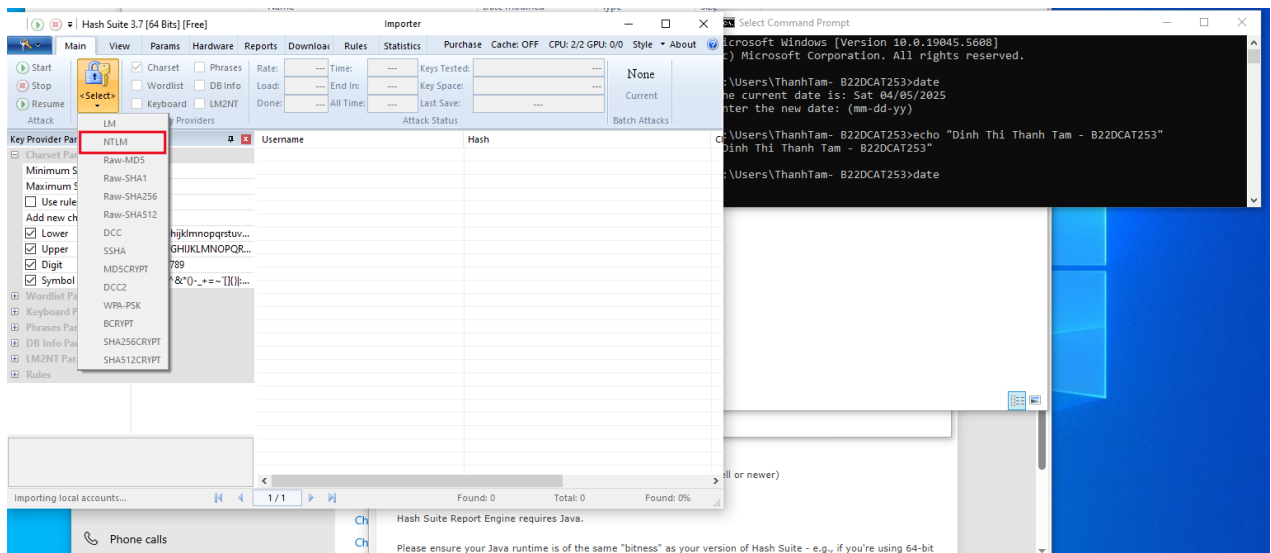 Hash Suite 3.7 [64 Bits] [Free]
Importer
Main View Params Hardware Reports Downloac Rules Statistics Purchase Cache: OFF CPU: 2/2 GPU: 0/0 Style About
Start
Stop
Resume
Attack
<Select>
Charset Phrases
Wordlist DB Info
Keyboard LM2NT
y Providers
Rate: --- Time: --- Keys Tested: ---
Load: --- End In: --- Key Space: ---
Done: --- All Time: --- Last Save: ---
Attack Status
None
Current
Batch Attacks
LM
NTLM
Raw-MD5
Raw-SHA1
Raw-SHA256
Raw-SHA512
DCC
SSHA
MD5CRYPT
DCC2
WPA-PSK
BCRYPT
SHA256CRYPT
SHA512CRYPT
Key Provider Par
Charset Par
Minimum S
Maximum S
Use rule
Add new ch
Lower hijklmnopqrstuv...
Upper GHIJKLMNOPQR...
Digit 789
Symbol ^&*()-_+=~`[]{}|:...
Wordlist Pa
Keyboard P
Phrases Par
DB Info Par
LM2NT Par
Rules
Username Hash
Importing local accounts... 1/1 Found: 0 Total: 0 Found: 0%
Select Command Prompt
icrosoft Windows [Version 10.0.19045.5608]
c) Microsoft Corporation. All rights reserved.
:\Users\ThanhTam- B22DCAT253>date
he current date is: Sat 04/05/2025
nter the new date: (mm-dd-yy)
:\Users\ThanhTam- B22DCAT253>echo "Dinh Thi Thanh Tam - B22DCAT253"
Dinh Thi Thanh Tam - B22DCAT253"
:\Users\ThanhTam- B22DCAT253>date
ell or newer)
Ch
Hash Suite Report Engine requires Java.
Phone calls
Ch
Please ensure your Java runtime is of the same "bitness" as your version of Hash Suite - e.g., if you're using 64-bit